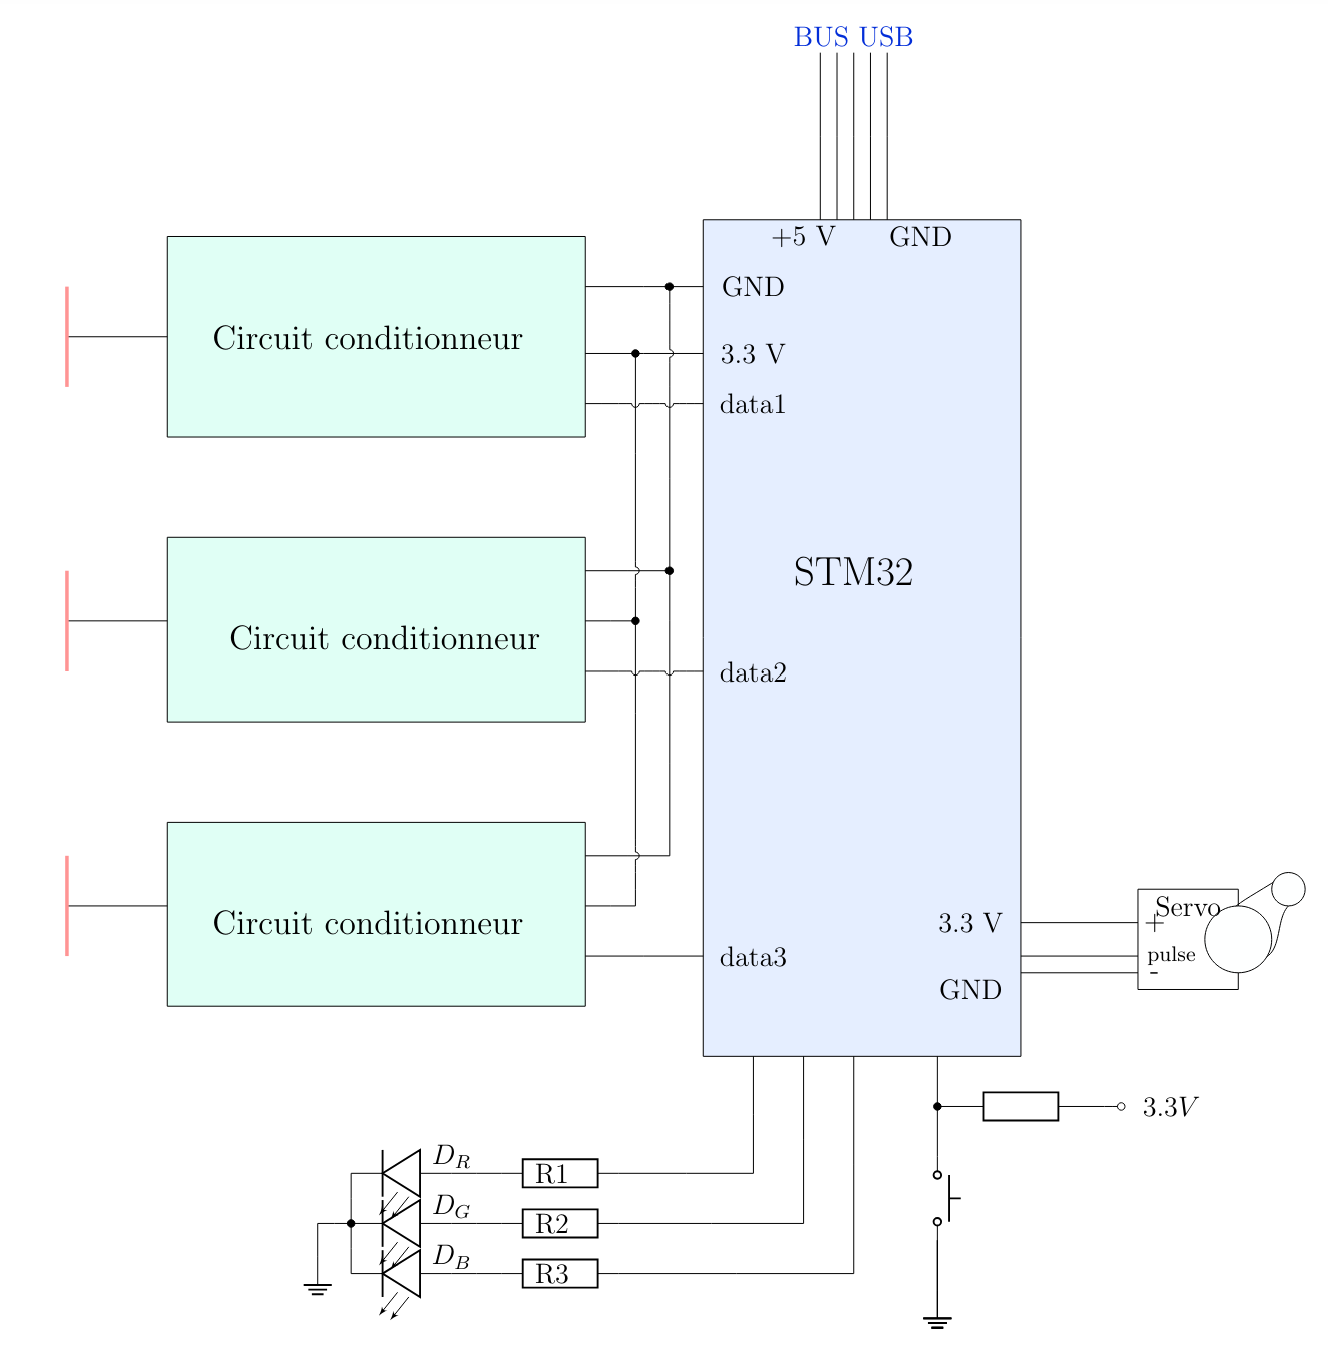 BUS USB
+5 V GND
GND
Circuit conditionneur
3.3 V
data1
STM32
Circuit conditionneur
data2
Circuit conditionneur
Servo
3.3 V
+
data3
pulse
-
GND
3.3V
D_R
R1
D_G
R2
D_B
R3